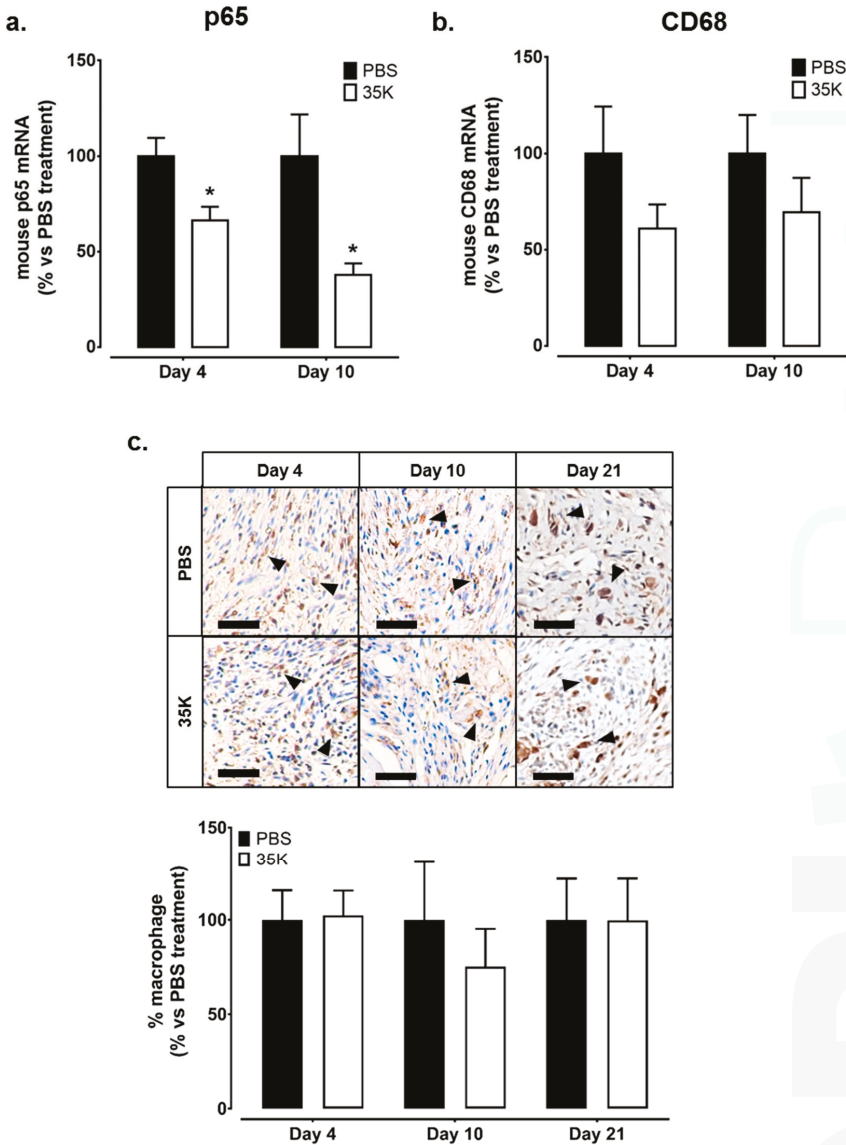 a.
p65
mouse p65 mRNA
(% vs PBS treatment)
150
100
50
0
PBS
35K
*
*
Day 4
Day 10
b.
CD68
mouse CD68 mRNA
(% vs PBS treatment)
150
100
50
0
PBS
35K
Day 4
Day 10
c.
Day 4
Day 10
Day 21
PBS
35K
% macrophage
(% vs PBS treatment)
150
100
50
0
PBS
35K
Day 4
Day 10
Day 21